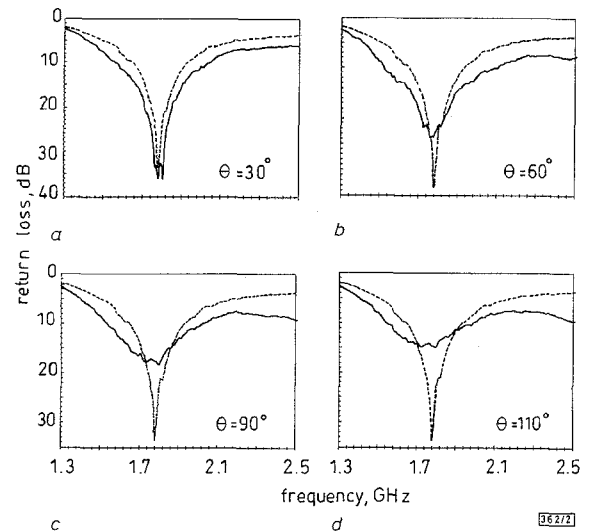 0
10
20
30
40
θ=30°
θ=60°
return loss, dB
a
b
0
10
20
30
θ=90°
θ=110°
1.3
1.7
2.1
2.5
1.3
1.7
2.1
2.5
frequency, GHz
c
d
362/2